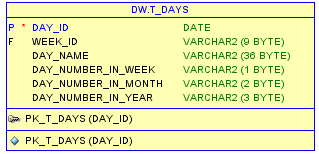 DW.T_DAYS
P * DAY_ID DATE
F WEEK_ID VARCHAR2 (9 BYTE)
DAY_NAME VARCHAR2 (36 BYTE)
DAY_NUMBER_IN_WEEK VARCHAR2 (1 BYTE)
DAY_NUMBER_IN_MONTH VARCHAR2 (2 BYTE)
DAY_NUMBER_IN_YEAR VARCHAR2 (3 BYTE)
PK_T_DAYS (DAY_ID)
PK_T_DAYS (DAY_ID)